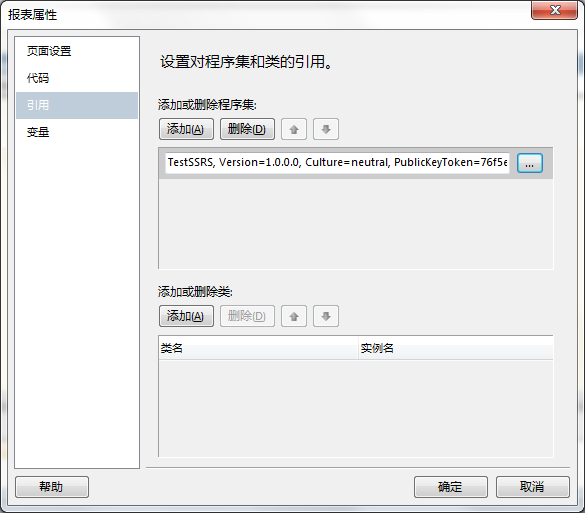 报表属性
页面设置
代码
引用
变量
设置对程序集和类的引用。
添加或删除程序集:
添加(A) 删除(D)
TestSSRS, Version=1.0.0.0, Culture=neutral, PublicKeyToken=76f5e ...
添加或删除类:
添加(A) 删除(D)
类名 实例名
帮助 确定 取消